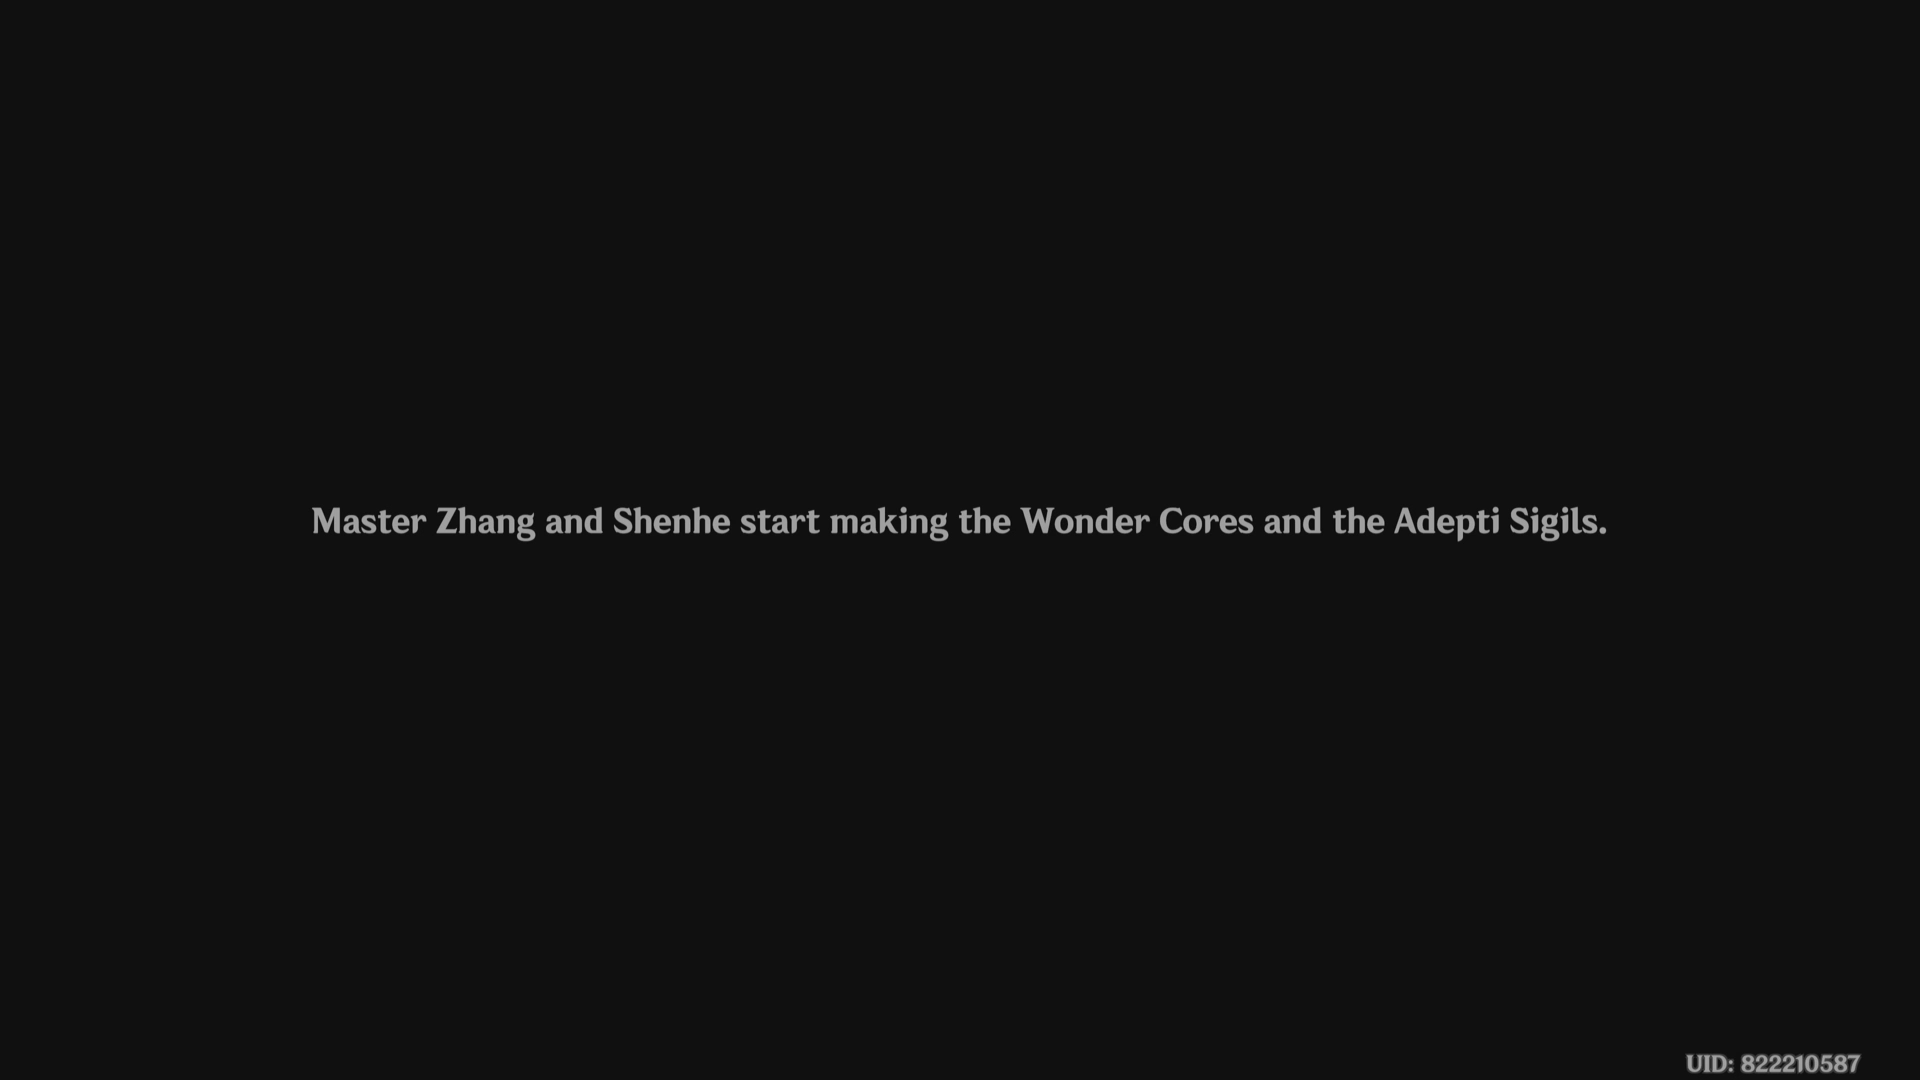 Master Zhang and Shenhe start making the Wonder Cores and the Adepti Sigils.
UID: 822210587